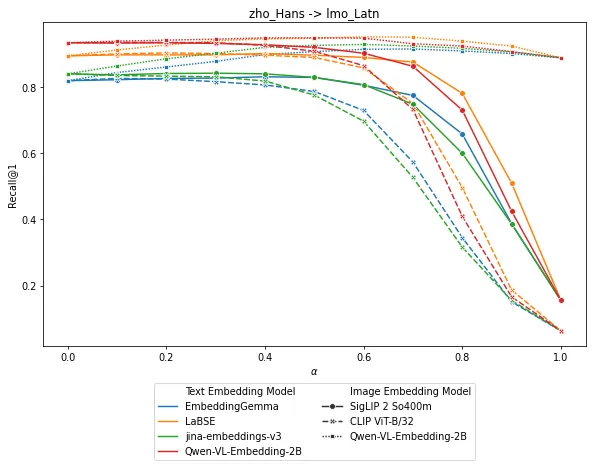 zho_Hans -> lmo_Latn
Recall@1
0.8
0.6
0.4
0.2
0.0 0.2 0.4 0.6 0.8 1.0
α
Text Embedding Model
EmbeddingGemma
LaBSE
jina-embeddings-v3
Qwen-VL-Embedding-2B
Image Embedding Model
SigLIP 2 So400m
CLIP ViT-B/32
Qwen-VL-Embedding-2B